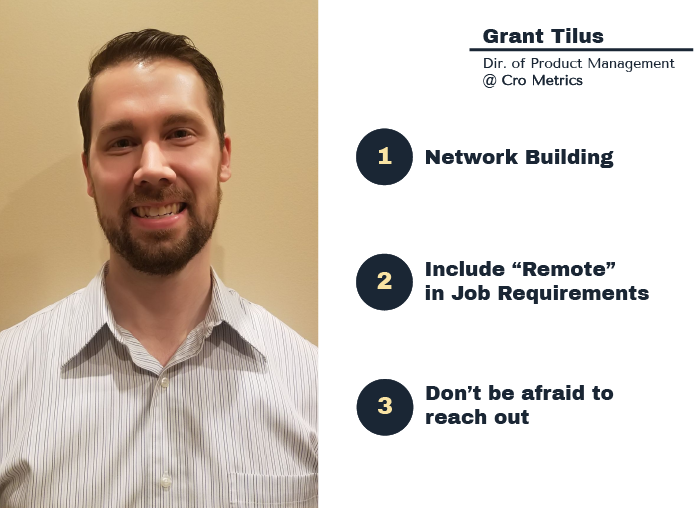 Grant Tilus
Dir. of Product Management
@ Cro Metrics
1
Network Building
2
Include “Remote”
in Job Requirements
3
Don’t be afraid to
reach out